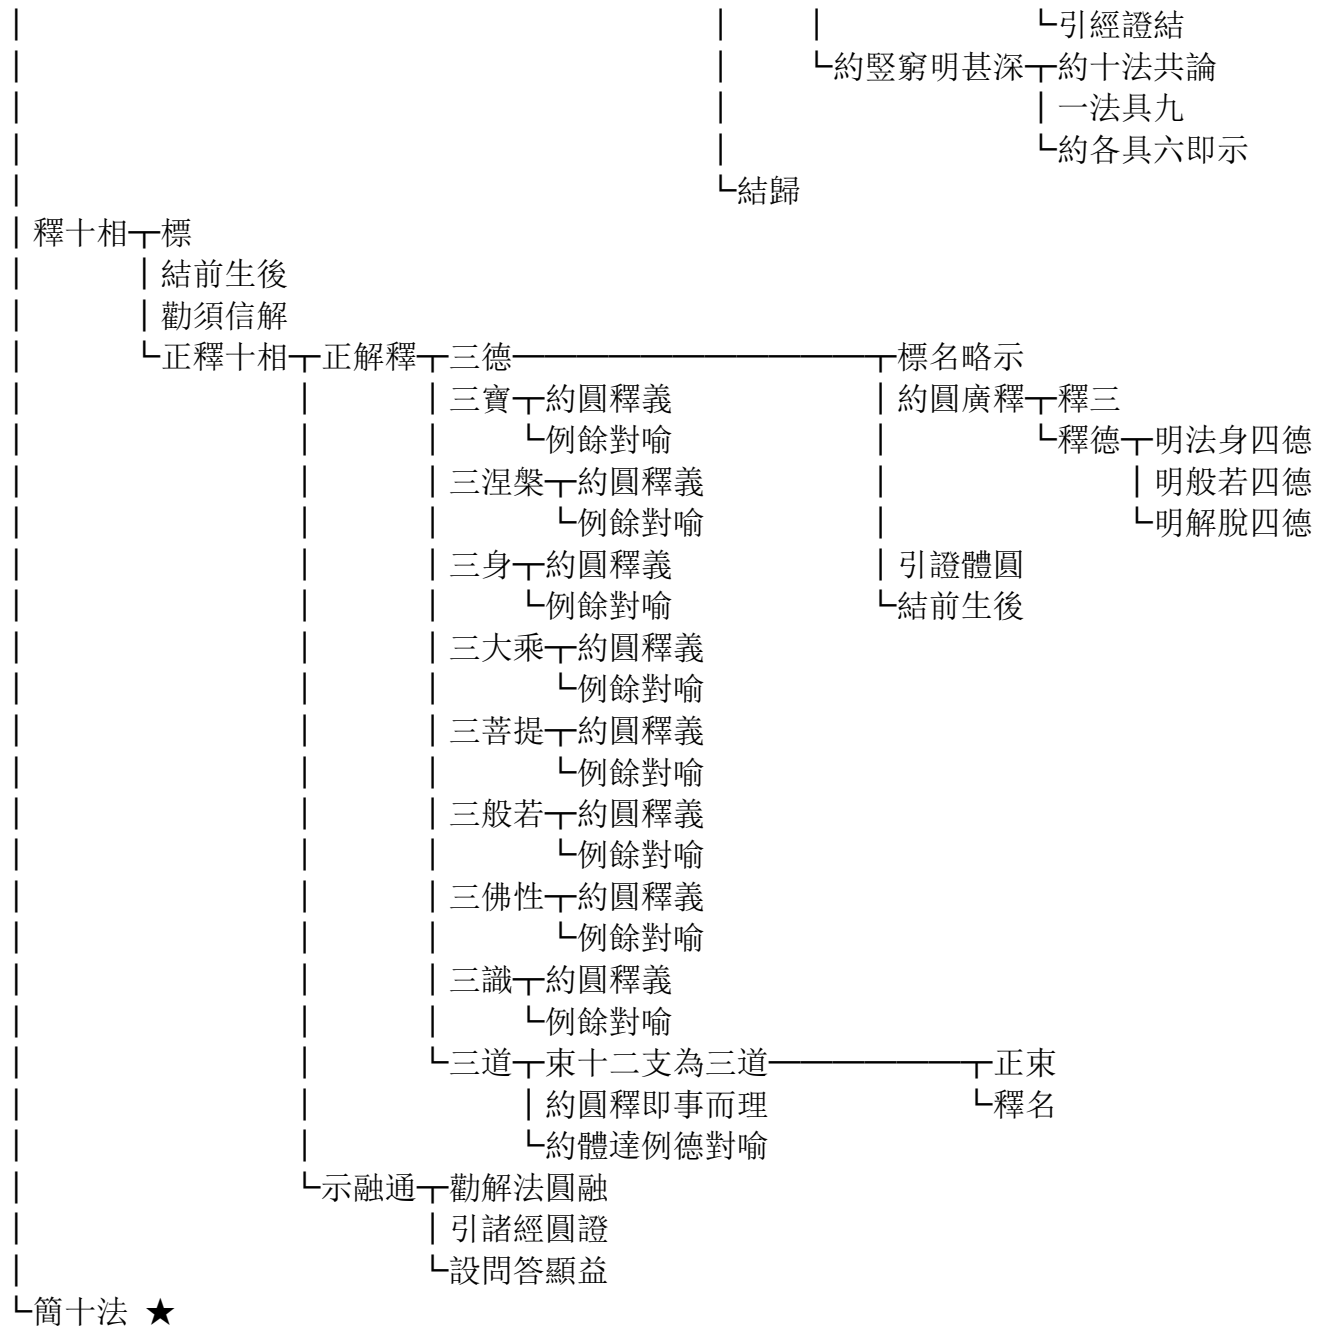 引經證結
約豎窮明甚深 約十法共論
一法具九
約各具六即示
結歸
釋十相 標
結前生後
勸須信解
正釋十相 正解釋 三德 標名略示
三寶 約圓釋義 約圓廣釋 釋三
例餘對喻 釋德 明法身四德
三涅槃 約圓釋義 明般若四德
例餘對喻 明解脫四德
三身 約圓釋義 引證體圓
例餘對喻 結前生後
三大乘 約圓釋義
例餘對喻
三菩提 約圓釋義
例餘對喻
三般若 約圓釋義
例餘對喻
三佛性 約圓釋義
例餘對喻
三識 約圓釋義
例餘對喻
三道 束十二支為三道 正束
約圓釋即事而理 釋名
約體達例德對喻
示融通 勸解法圓融
引諸經圓證
設問答顯益
簡十法 ★